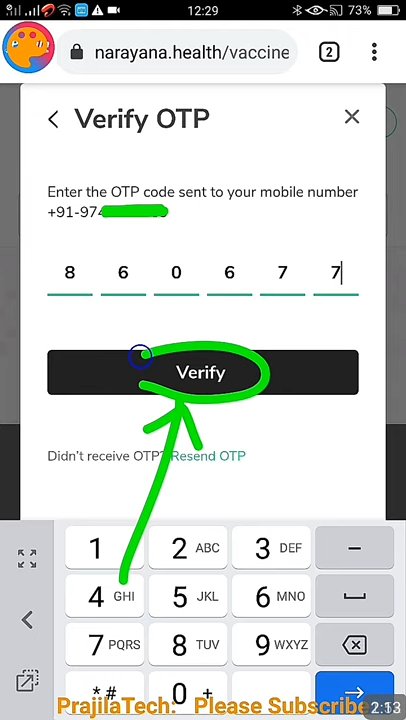 12:29
73%
narayana.health/vaccine
2
Verify OTP
Enter the OTP code sent to your mobile number
+91-974
8 6 0 6 7 7
Verify
Didn't receive OTP? Resend OTP
1 2 ABC 3 DEF –
4 GHI 5 JKL 6 MNO
7 PQRS 8 TUV 9 WXYZ
*# 0 +
PrajilaTech: Please Subscribe
2:13